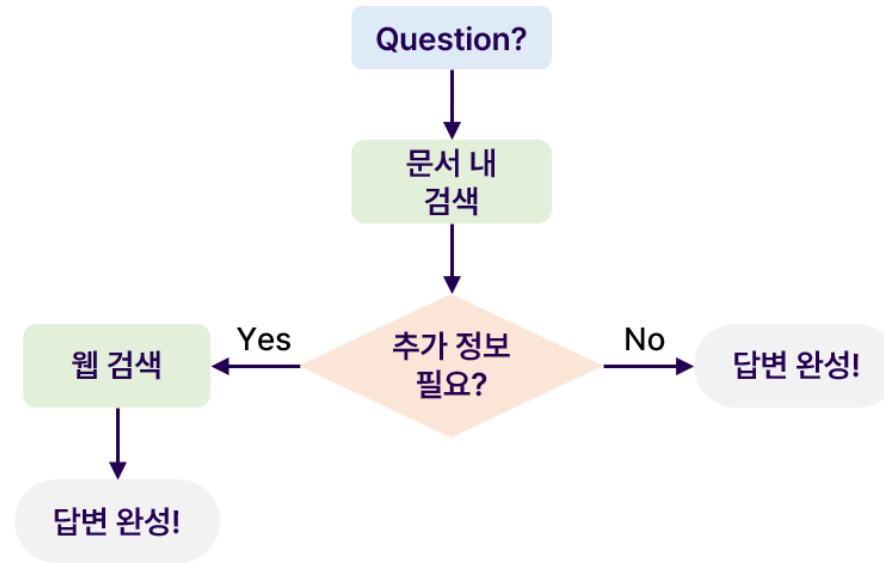 Question?
문서 내
검색
추가 정보
필요?
Yes
No
웹 검색
답변 완성!
답변 완성!